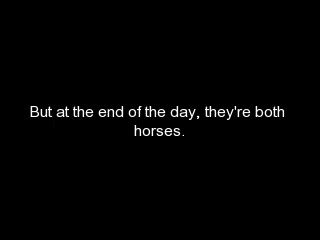 But at the end of the day, they're both
horses.